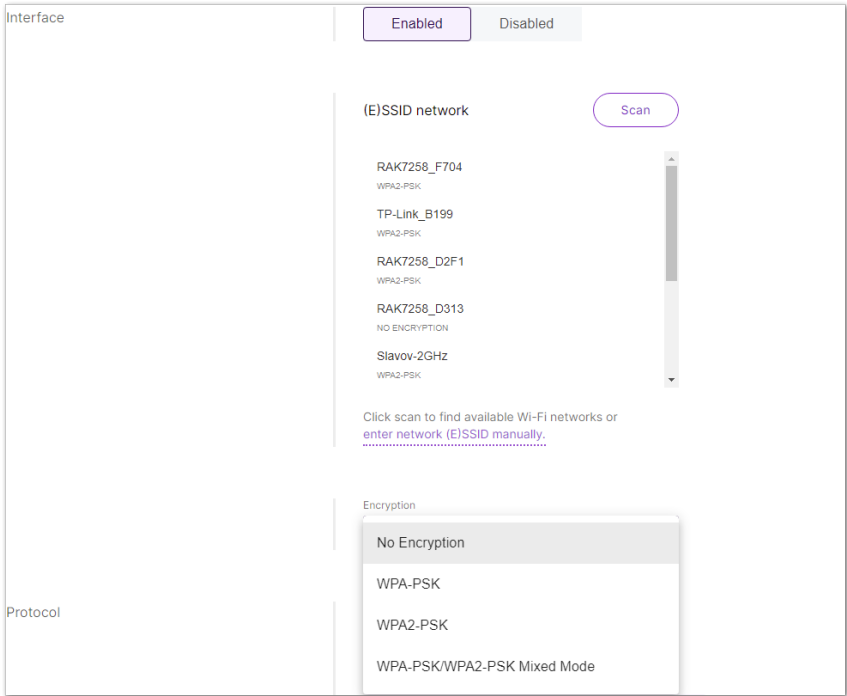 Interface
Enabled
Disabled
(E)SSID network
Scan
RAK7258_F704
WPA2-PSK
TP-Link_B199
WPA2-PSK
RAK7258_D2F1
WPA2-PSK
RAK7258_D313
NO ENCRYPTION
Slavov-2GHz
WPA2-PSK
Click scan to find available Wi-Fi networks or
enter network (E)SSID manually.
Encryption
No Encryption
WPA-PSK
Protocol
WPA2-PSK
WPA-PSK/WPA2-PSK Mixed Mode